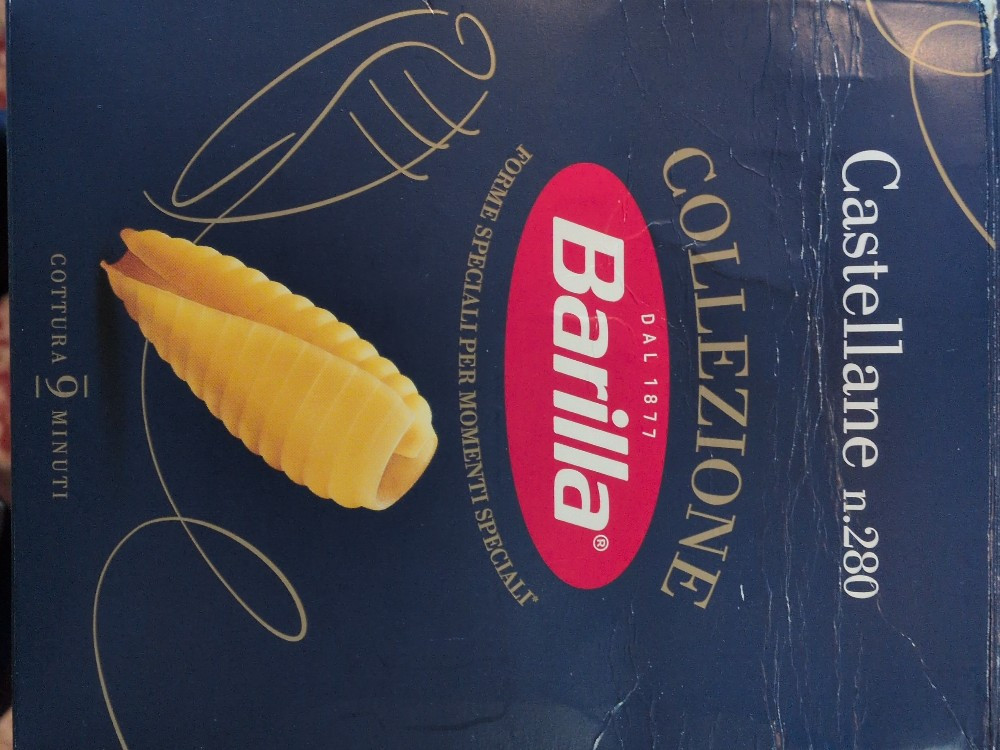 Castellane n.280
COLLEZIONE
DAL 1877
Barilla®
FORME SPECIALI PER MOMENTI SPECIALI*
COTTURA 9 MINUTI